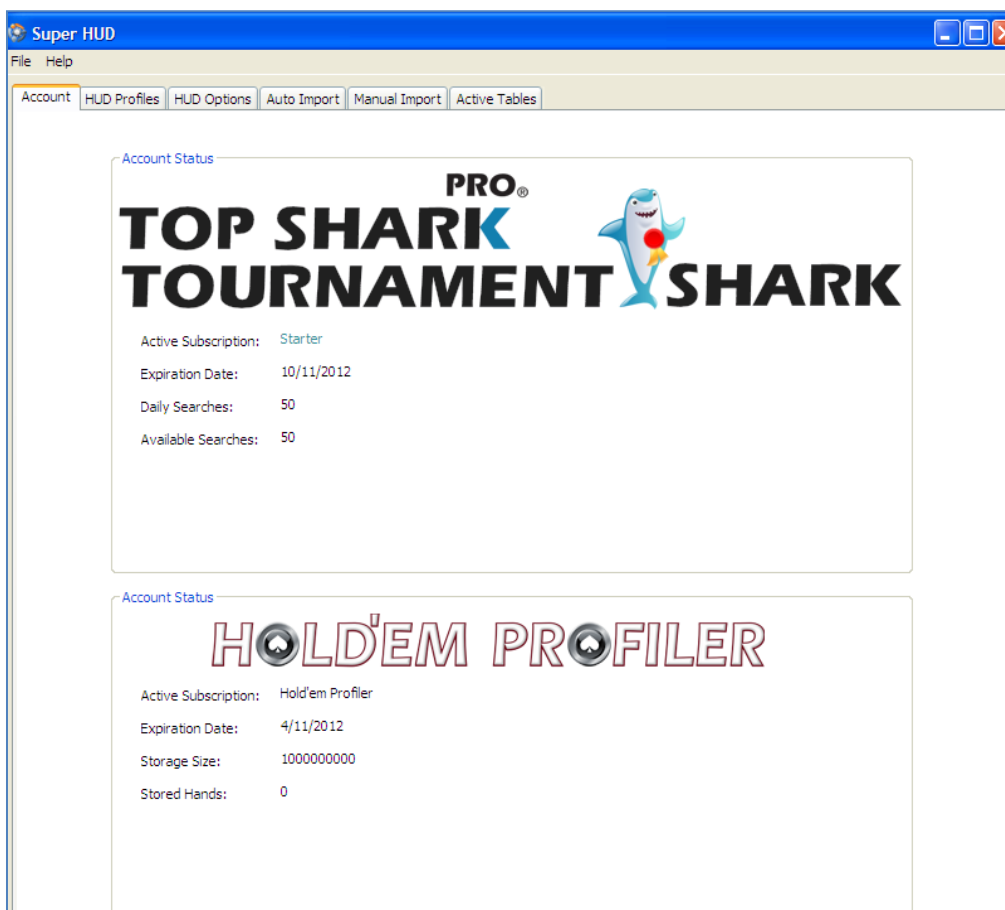 Super HUD
File Help
Account HUD Profiles HUD Options Auto Import Manual Import Active Tables
Account Status
PRO®
TOP SHARK
TOURNAMENT SHARK
Active Subscription: Starter
Expiration Date: 10/11/2012
Daily Searches: 50
Available Searches: 50
Account Status
HOLD'EM PROFILER
Active Subscription: Hold'em Profiler
Expiration Date: 4/11/2012
Storage Size: 1000000000
Stored Hands: 0